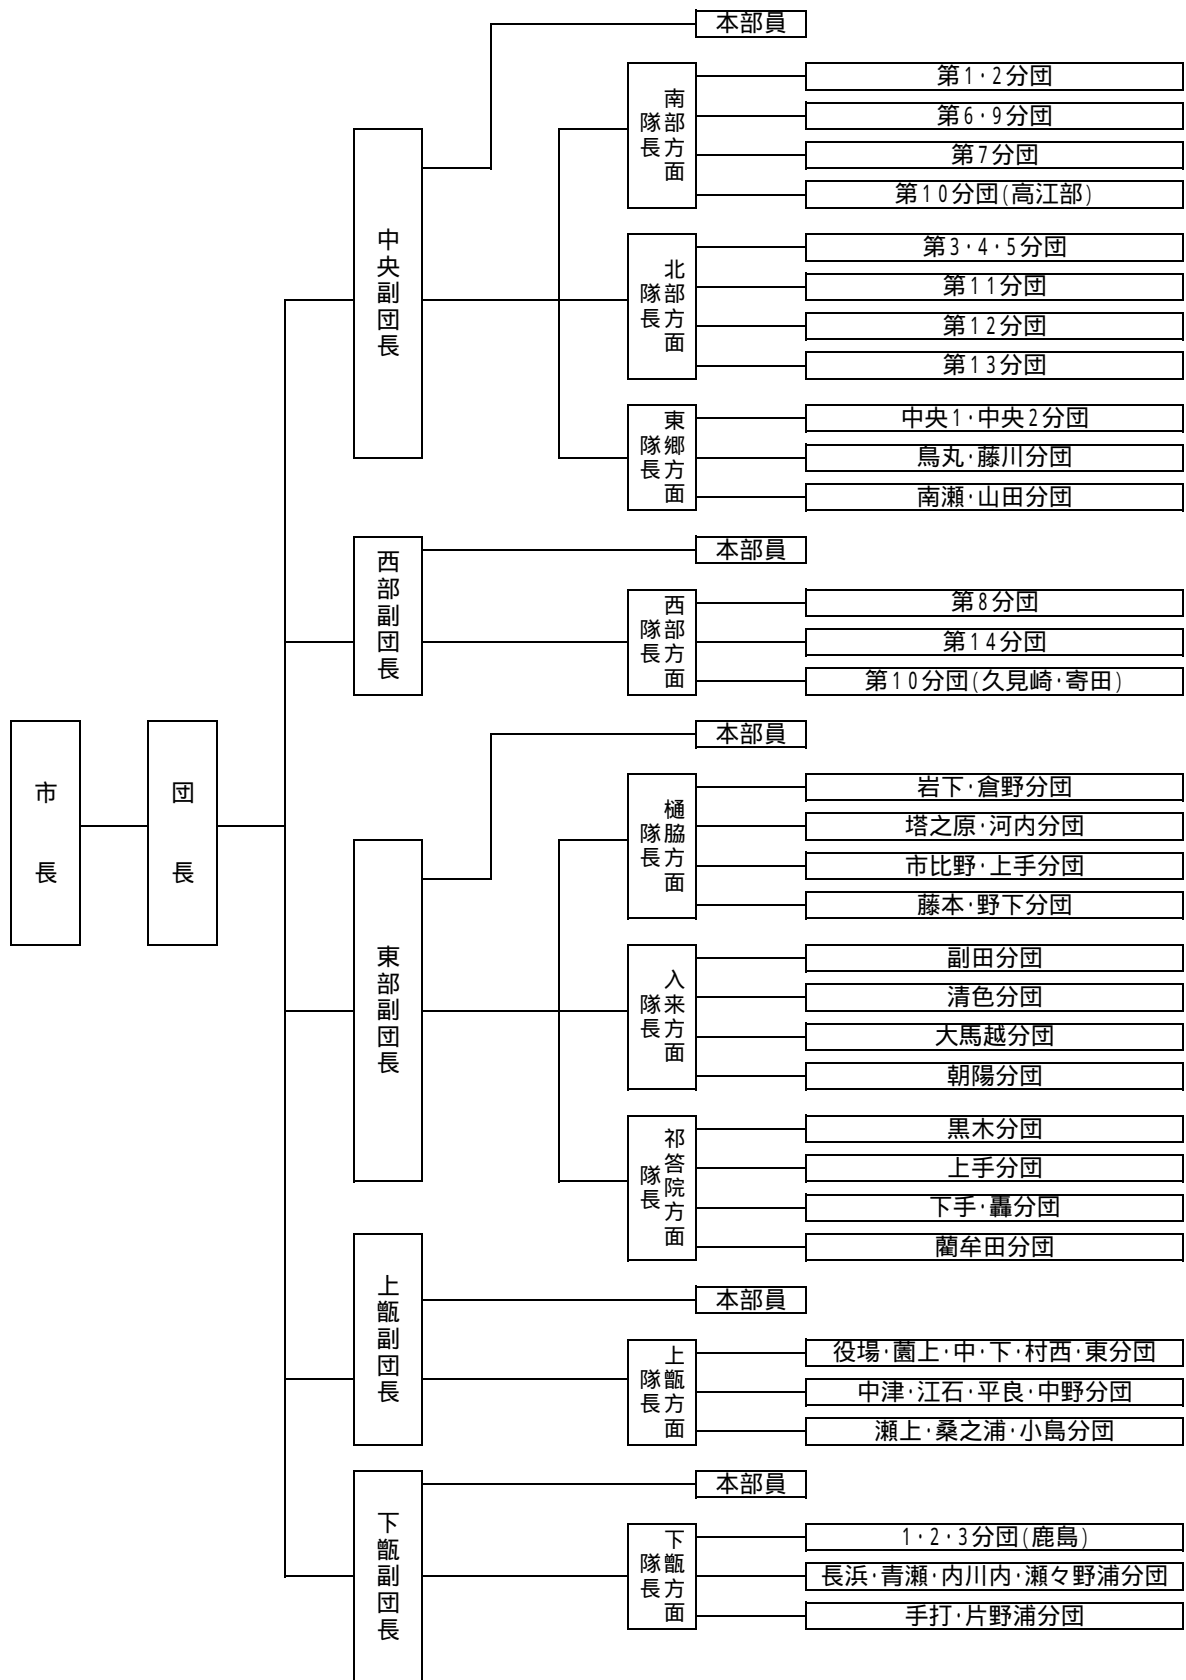 市長
団長
中央副団長
本部員
南部方面隊長
第1・2分団
第6・9分団
第7分団
第10分団(高江部)
北部方面隊長
第3・4・5分団
第11分団
第12分団
第13分団
東郷方面隊長
中央1・中央2分団
鳥丸・藤川分団
南瀬・山田分団
西部副団長
本部員
西部方面隊長
第8分団
第14分団
第10分団(久見崎・寄田)
東部副団長
本部員
樋脇方面隊長
岩下・倉野分団
塔之原・河内分団
市比野・上手分団
藤本・野下分団
入来方面隊長
副田分団
清色分団
大馬越分団
朝陽分団
祁答院方面隊長
黒木分団
上手分団
下手・轟分団
藺牟田分団
上甑副団長
本部員
上甑方面隊長
役場・薗上・中・下・村西・東分団
中津・江石・平良・中野分団
瀬上・桑之浦・小島分団
下甑副団長
本部員
下甑方面隊長
1・2・3分団(鹿島)
長浜・青瀬・内川内・瀬々野浦分団
手打・片野浦分団